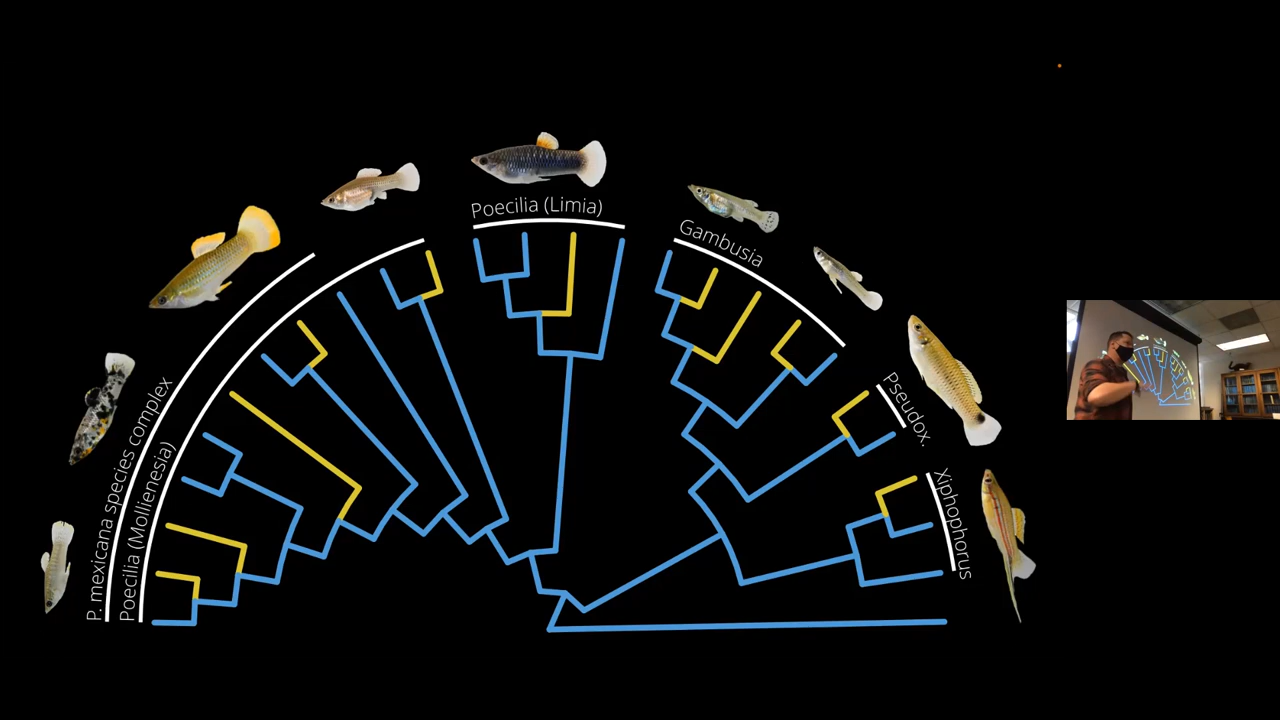 P. mexicana species complex
Poecilia (Mollienesia)
Poecilia (Limia)
Gambusia
Pseudox.
Xiphophorus